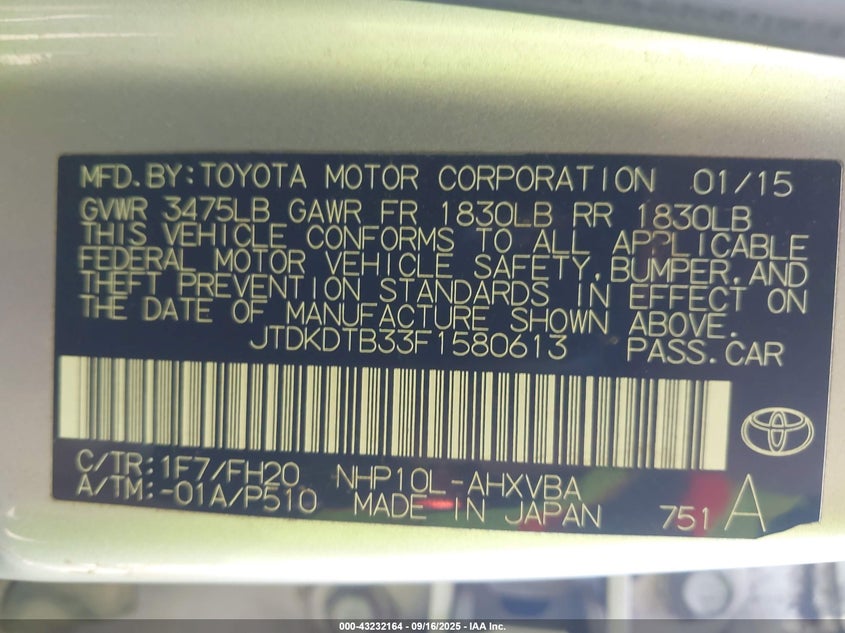 MFD.BY:TOYOTA MOTOR CORPORATION 01/15
GVWR 3475LB GAWR FR 1830LB RR 1830LB
THIS VEHICLE CONFORMS TO ALL APPLICABLE
FEDERAL MOTOR VEHICLE SAFETY, BUMPER, AND
THEFT PREVENTION STANDARDS IN EFFECT ON
THE DATE OF MANUFACTURE SHOWN ABOVE.
JTDKDTB33F1580613 PASS.CAR
C/TR:1F7/FH20 NHP10L-AHXVBA
A/TM:-01A/P510 MADE IN JAPAN 751 A
000-43232164 - 09/16/2025 - IAA Inc.